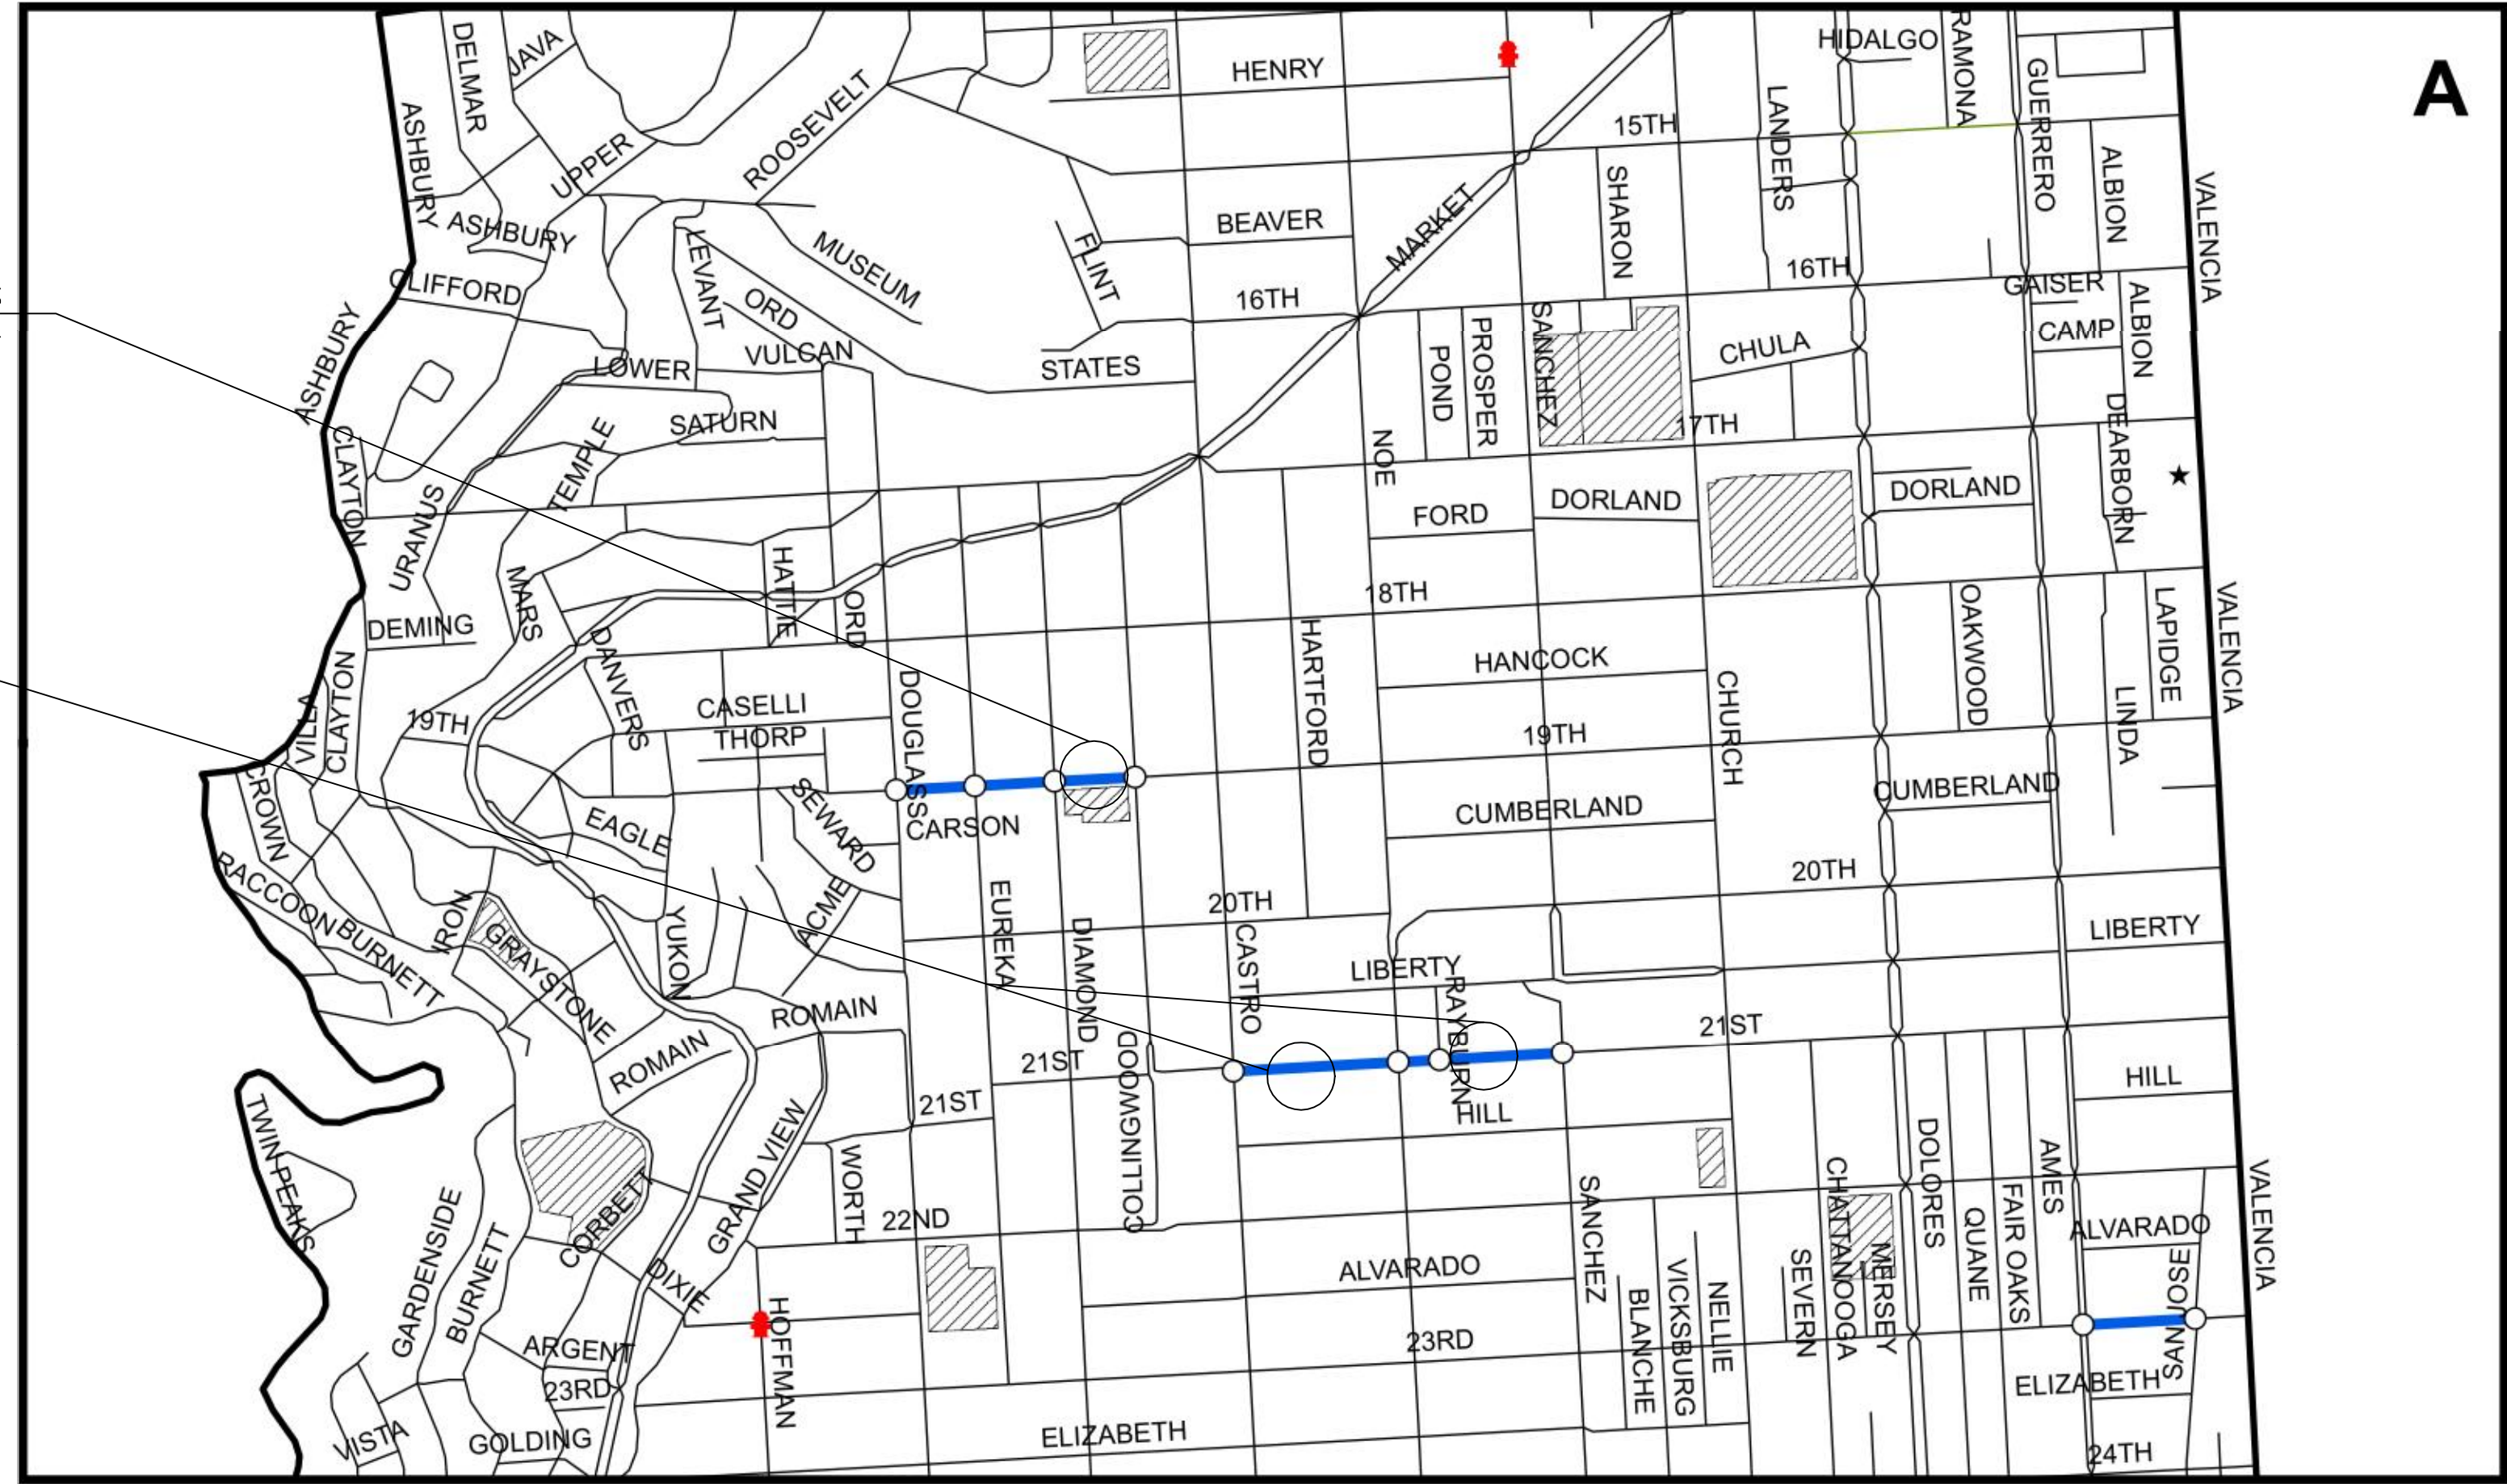 DELMAR
JAVA
HENRY
HIDALGO
RAMONA
A
ASHBURY
UPPER
ROOSEVELT
15TH
LANDERS
GUERRERO
ALBION
VALENCIA
ASHBURY
LEVANT
MUSEUM
FLINT
BEAVER
MARKET
SHARON
CLIFFORD
ORD
16TH
16TH
GAISER
CAMP
ALBION
ASHBURY
LOWER
VULCAN
STATES
POND
PROSPER
SANCHEZ
CHULA
CLAYTON
SATURN
TEMPLE
NOE
17TH
DEARBORN
URANUS
FORD
DORLAND
DORLAND
MARS
HATTIE
ORD
18TH
OAKWOOD
LAPIDGE
VALENCIA
DEMING
DANVERS
HARTFORD
HANCOCK
VILLA
CLAYTON
19TH
CASELLI
THORP
DOUGLASS
19TH
CHURCH
LINDA
CROWN
EAGLE
SEWARD
CARSON
CUMBERLAND
CUMBERLAND
RACCOON
BURNETT
IRON
GRAYSTONE
YUKON
ACME
EUREKA
DIAMOND
20TH
CASTRO
20TH
LIBERTY
LIBERTY
ROMAIN
ROMAIN
RAYBURN
21ST
21ST
21ST
COLLINGWOOD
HILL
HILL
TWIN PEAKS
GARDENSIDE
BURNETT
CORBETT
GRAND VIEW
WORTH
22ND
SANCHEZ
CHATTANOOGA
DOLORES
AMES
QUANE
FAIR OAKS
ALVARADO
VALENCIA
DIXIE
HOFFMAN
ALVARADO
BLANCHE
VICKSBURG
NELLIE
SEVERN
MERSEY
SAN JOSE
ARGENT
23RD
23RD
ELIZABETH
VISTA
GOLDING
ELIZABETH
24TH